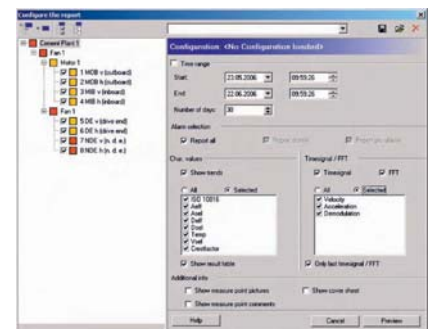 Configure the report
Configuration: <No Configuration loaded>
Cement Plant 1
Fan 1
Motor 1
1 MOB v (outboard)
2 MOB h (outboard)
3 MIB v (inboard)
4 MIB h (inboard)
Fan 1
5 DE v (drive end)
6 DE h (drive end)
7 NDE v (n. d. e.)
8 NDE h (n. d. e.)
Time range
Start: 23.05.2006 09:59:26
End: 22.06.2006 09:59:26
Number of days: 30
Alarm selection
Report all
Char. values
Show trends
All Selected
ISO 10816
Aeff
Asel
Deff
Dsel
Temp
Vsel
Crestfactor
Show result table
Timesignal / FFT
Timesignal FFT
All Selected
Velocity
Acceleration
Demodulation
Only last timesignal / FFT
Additional info
Show measure point pictures Show cover sheet
Show measure point comments
Help Cancel Preview